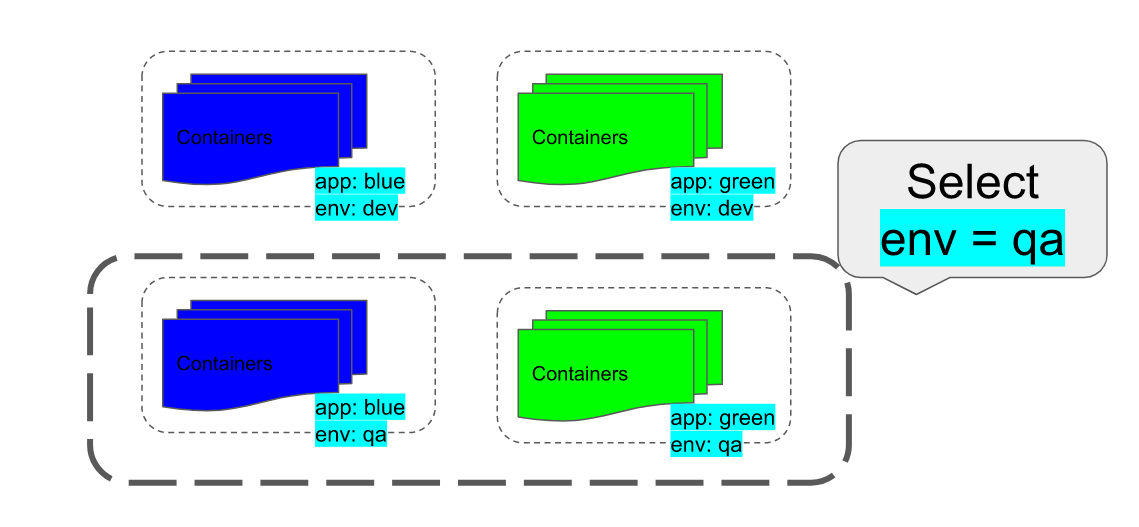 Containers
app: blue
env: dev
Containers
app: green
env: dev
Select
env = qa
Containers
app: blue
env: qa
Containers
app: green
env: qa